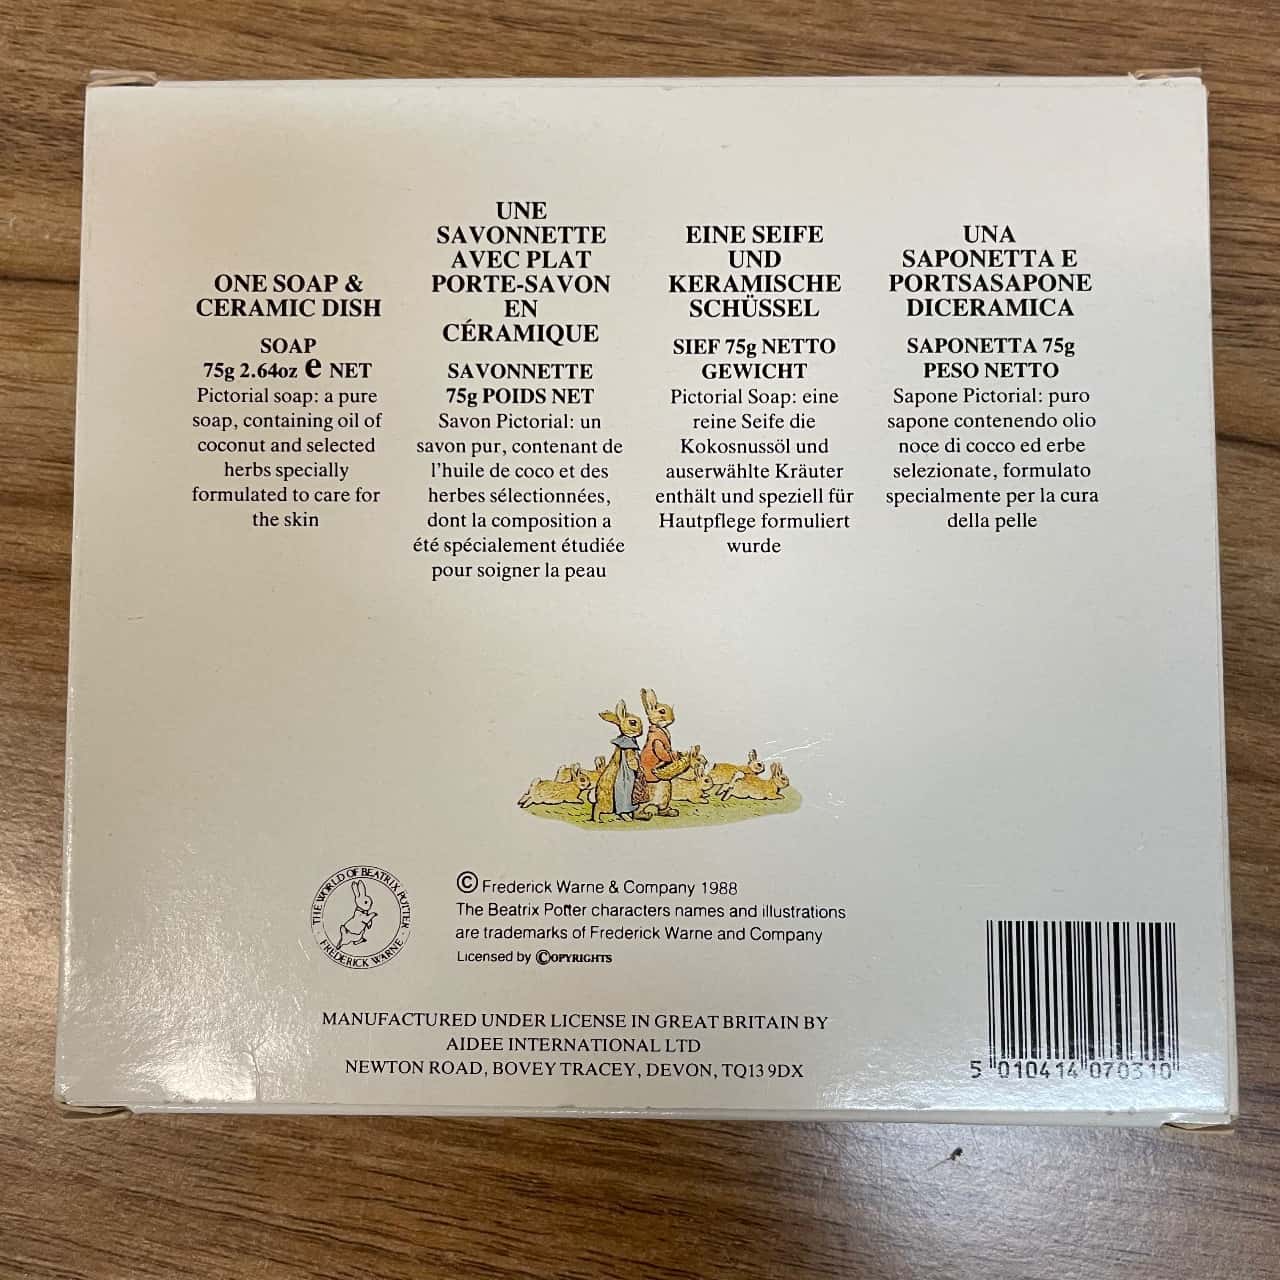 ONE SOAP &
CERAMIC DISH
SOAP
75g 2.64oz e NET
Pictorial soap: a pure
soap, containing oil of
coconut and selected
herbs specially
formulated to care for
the skin
UNE
SAVONNETTE
AVEC PLAT
PORTE-SAVON
EN
CÉRAMIQUE
SAVONNETTE
75g POIDS NET
Savon Pictorial: un
savon pur, contenant de
l'huile de coco et des
herbes sélectionnées,
dont la composition a
été spécialement étudiée
pour soigner la peau
EINE SEIFE
UND
KERAMISCHE
SCHÜSSEL
SIEF 75g NETTO
GEWICHT
Pictorial Soap: eine
reine Seife die
Kokosnussöl und
auserwählte Kräuter
enthält und speziell für
Hautpflege formuliert
wurde
UNA
SAPONETTA E
PORTSASAPONE
DICERAMICA
SAPONETTA 75g
PESO NETTO
Sapone Pictorial: puro
sapone contenendo olio
noce di cocco ed erbe
selezionate, formulato
specialmente per la cura
della pelle
THE WORLD OF BEATRIX POTTER
FREDERICK WARNE
© Frederick Warne & Company 1988
The Beatrix Potter characters names and illustrations
are trademarks of Frederick Warne and Company
Licensed by ©OPYRIGHTS
MANUFACTURED UNDER LICENSE IN GREAT BRITAIN BY
AIDEE INTERNATIONAL LTD
NEWTON ROAD, BOVEY TRACEY, DEVON, TQ13 9DX
5 010414 070310